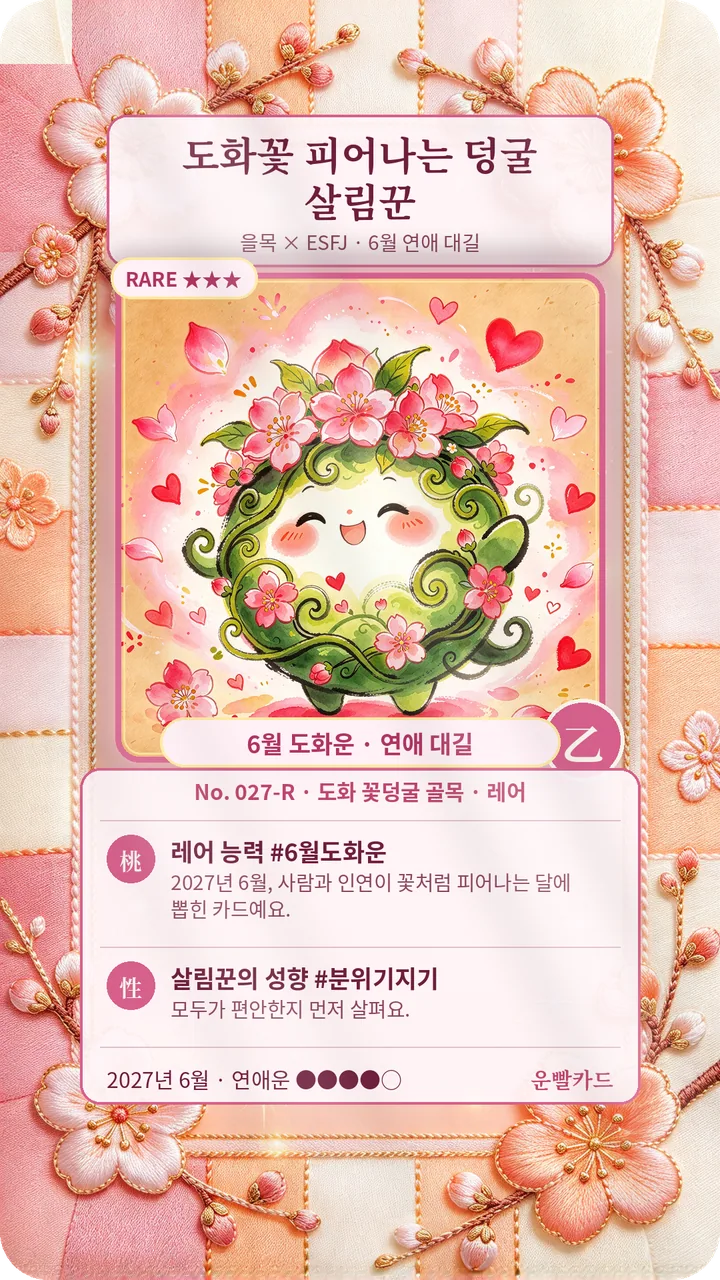 도화꽃 피어나는 덩굴
살림꾼
을목 × ESFJ · 6월 연애 대길
RARE ★★★
6월 도화운 · 연애 대길
乙
No. 027-R · 도화 꽃덩굴 골목 · 레어
桃
레어 능력 #6월도화운
2027년 6월, 사람과 인연이 꽃처럼 피어나는 달에
뽑힌 카드예요.
性
살림꾼의 성향 #분위기지기
모두가 편안한지 먼저 살펴요.
2027년 6월 · 연애운 ●●●●○
운빨카드